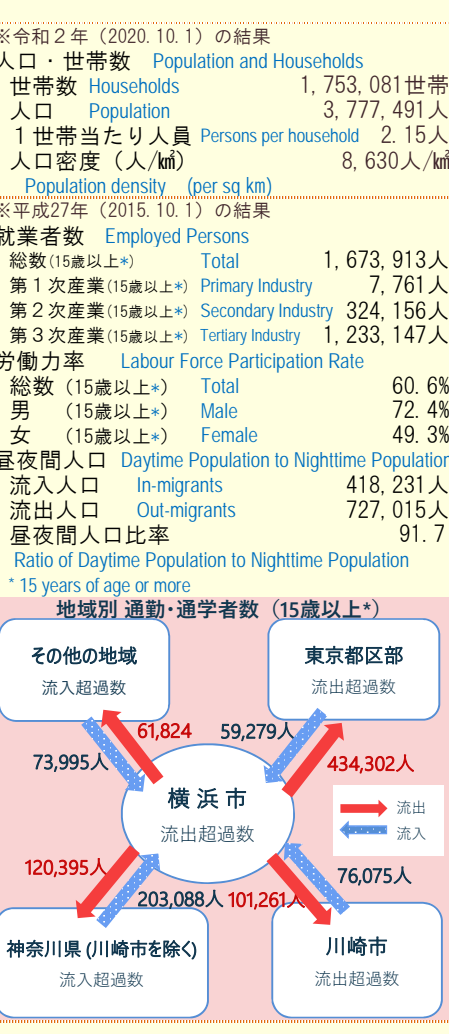 ※令和２年（2020.10.1）の結果
人口・世帯数 Population and Households
世帯数 Households 1,753,081世帯
人口 Population 3,777,491人
１世帯当たり人員 Persons per household 2.15人
人口密度（人/㎢） 8,630人/㎢
Population density (per sq km)
※平成27年（2015.10.1）の結果
就業者数 Employed Persons
総数(15歳以上*) Total 1,673,913人
第１次産業(15歳以上*) Primary Industry 7,761人
第２次産業(15歳以上*) Secondary Industry 324,156人
第３次産業(15歳以上*) Tertiary Industry 1,233,147人
労働力率 Labour Force Participation Rate
総数（15歳以上*） Total 60.6%
男 （15歳以上*） Male 72.4%
女 （15歳以上*） Female 49.3%
昼夜間人口 Daytime Population to Nighttime Population
流入人口 In-migrants 418,231人
流出人口 Out-migrants 727,015人
昼夜間人口比率 91.7
Ratio of Daytime Population to Nighttime Population
* 15 years of age or more
地域別 通勤･通学者数（15歳以上*）
その他の地域
流入超過数
東京都区部
流出超過数
61,824
59,279人
73,995人
434,302人
横浜市
流出超過数
流出
流入
120,395人
76,075人
203,088人
101,261人
神奈川県 (川崎市を除く)
流入超過数
川崎市
流出超過数